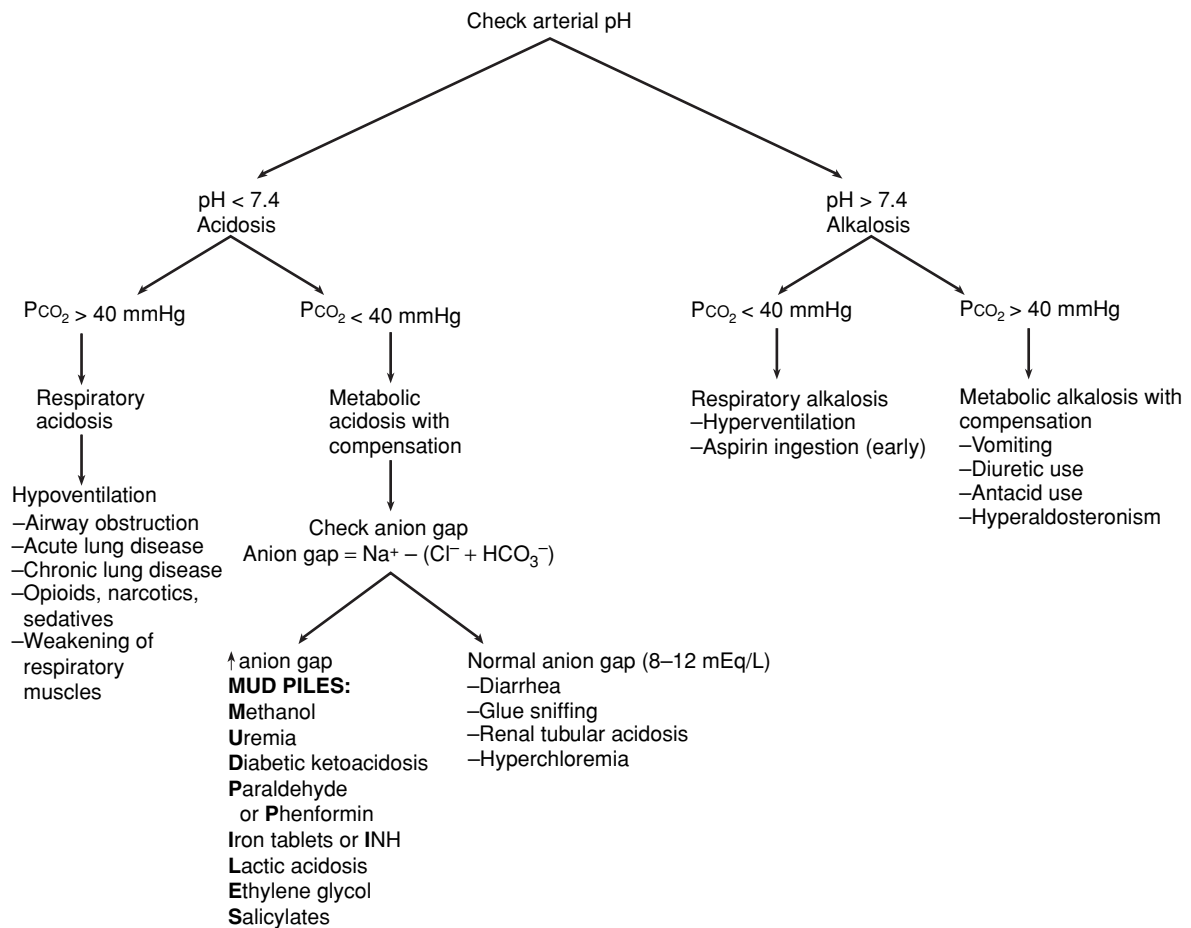 Check arterial pH
pH < 7.4
Acidosis
pH > 7.4
Alkalosis
PCO₂ > 40 mmHg
PCO₂ < 40 mmHg
PCO₂ < 40 mmHg
PCO₂ > 40 mmHg
Respiratory
acidosis
Hypoventilation
–Airway obstruction
–Acute lung disease
–Chronic lung disease
–Opioids, narcotics,
sedatives
–Weakening of
respiratory
muscles
Metabolic
acidosis with
compensation
Check anion gap
Anion gap = Na⁺ – (Cl⁻ + HCO₃⁻)
↑ anion gap
MUD PILES:
Methanol
Uremia
Diabetic ketoacidosis
Paraldehyde
or Phenformin
Iron tablets or INH
Lactic acidosis
Ethylene glycol
Salicylates
Normal anion gap (8–12 mEq/L)
–Diarrhea
–Glue sniffing
–Renal tubular acidosis
–Hyperchloremia
Respiratory alkalosis
–Hyperventilation
–Aspirin ingestion (early)
Metabolic alkalosis with
compensation
–Vomiting
–Diuretic use
–Antacid use
–Hyperaldosteronism